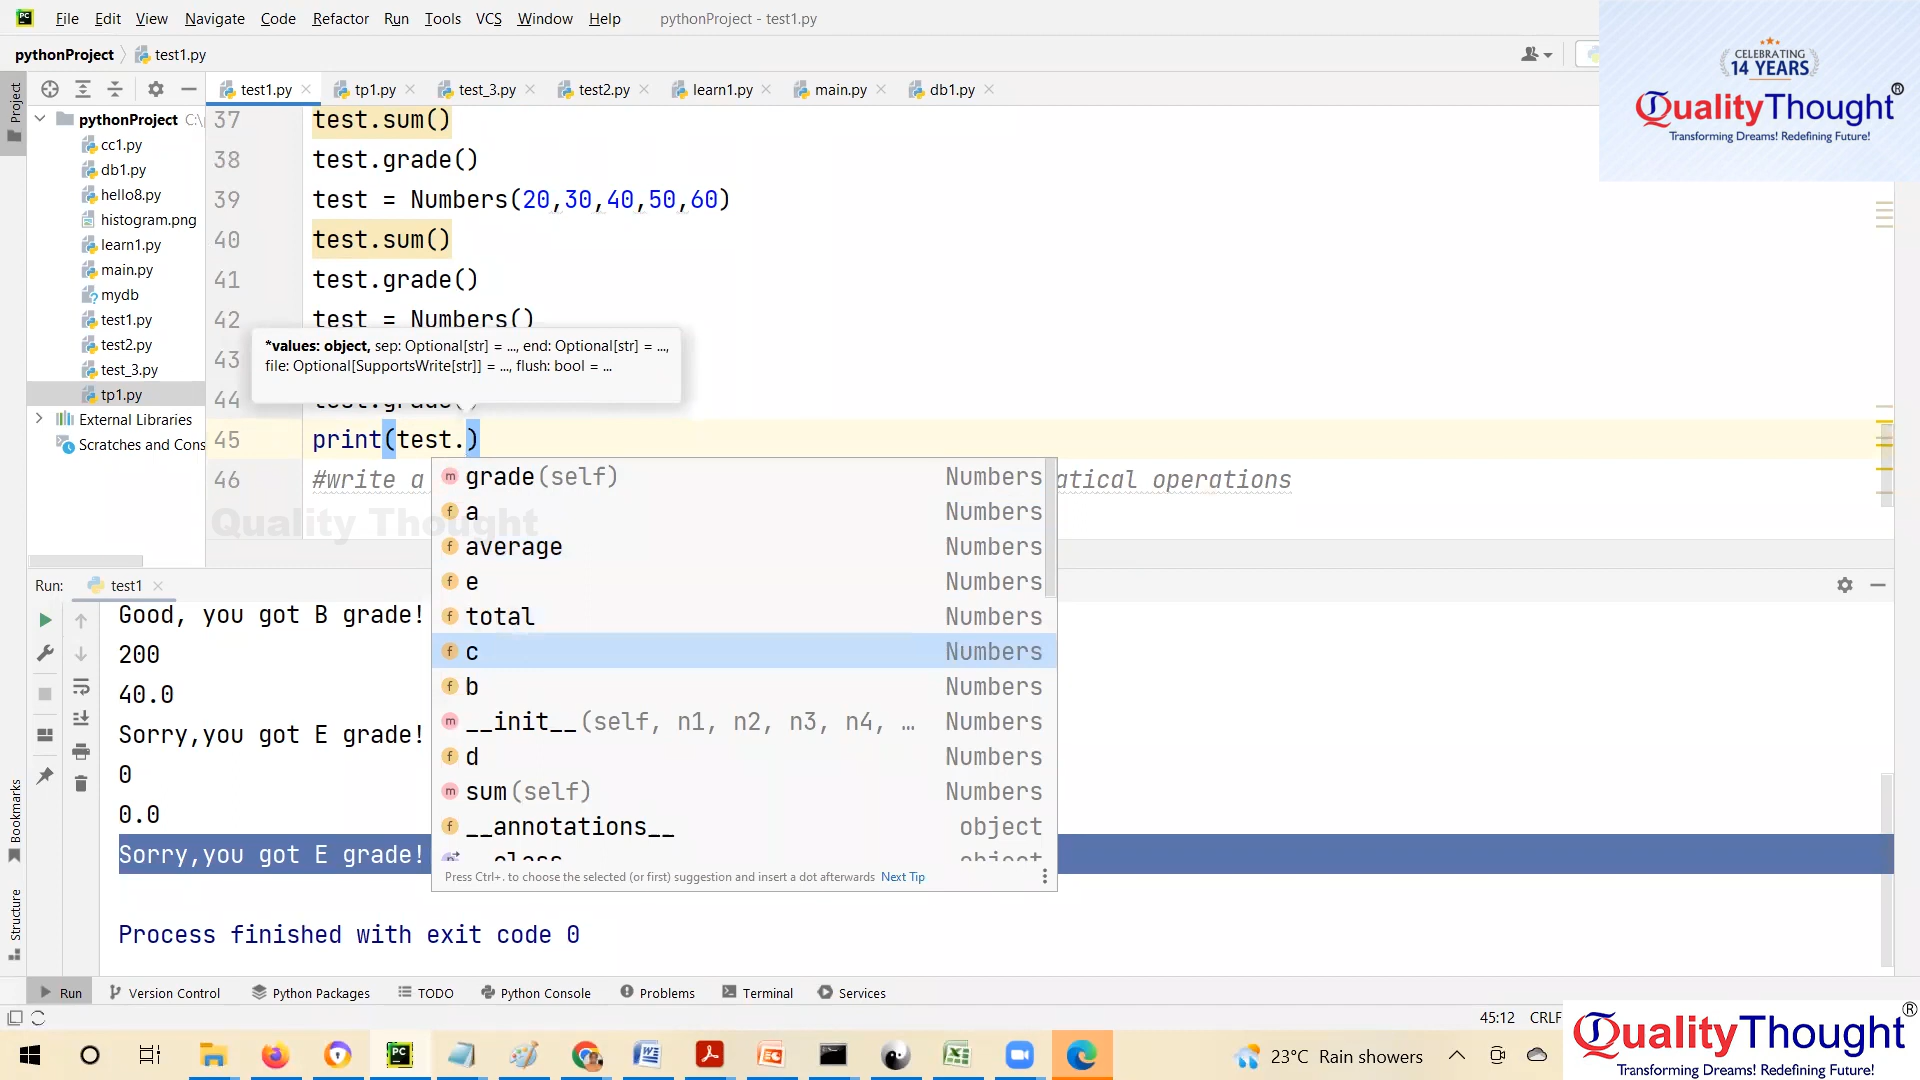 File Edit View Navigate Code Refactor Run Tools VCS Window Help pythonProject - test1.py
CELEBRATING
14 YEARS
QualityThought®
Transforming Dreams! Redefining Future!
pythonProject test1.py
Project
test1.py tp1.py test_3.py test2.py learn1.py main.py db1.py
pythonProject C:\
cc1.py
db1.py
hello8.py
histogram.png
learn1.py
main.py
mydb
test1.py
test2.py
test_3.py
tp1.py
External Libraries
Scratches and Cons
37 test.sum()
38 test.grade()
39 test = Numbers(20,30,40,50,60)
40 test.sum()
41 test.grade()
42 test = Numbers()
43
*values: object, sep: Optional[str] = ..., end: Optional[str] = ...,
file: Optional[SupportsWrite[str]] = ..., flush: bool = ...
44 test.grade()
45 print(test.)
46 #write a atical operations
Quality Thought
grade(self) Numbers
a Numbers
average Numbers
e Numbers
total Numbers
c Numbers
b Numbers
__init__(self, n1, n2, n3, n4, … Numbers
d Numbers
sum(self) Numbers
__annotations__ object
__class__ object
Press Ctrl+. to choose the selected (or first) suggestion and insert a dot afterwards Next Tip
Run: test1
Good, you got B grade!
200
40.0
Sorry,you got E grade!
0
0.0
Sorry,you got E grade!
Process finished with exit code 0
Bookmarks
Structure
Run Version Control Python Packages TODO Python Console Problems Terminal Services
45:12 CRLF
23°C Rain showers
QualityThought®
Transforming Dreams! Redefining Future!